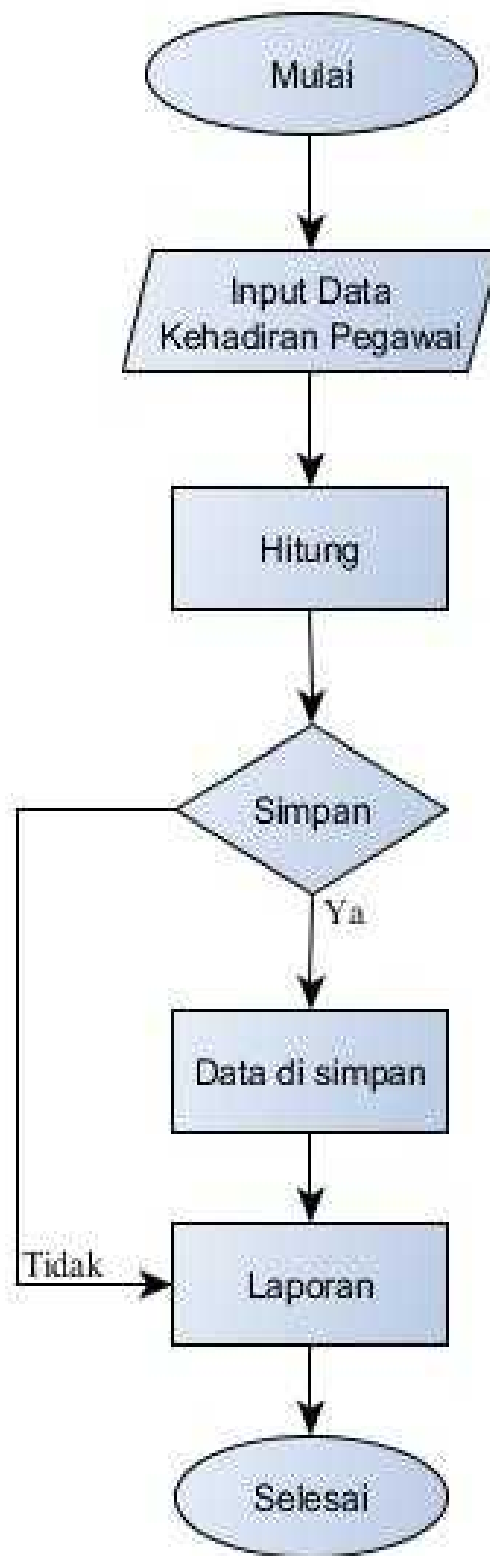 Mulai
Input Data
Kehadiran Pegawai
Hitung
Simpan
Ya
Data di simpan
Tidak
Laporan
Selesai